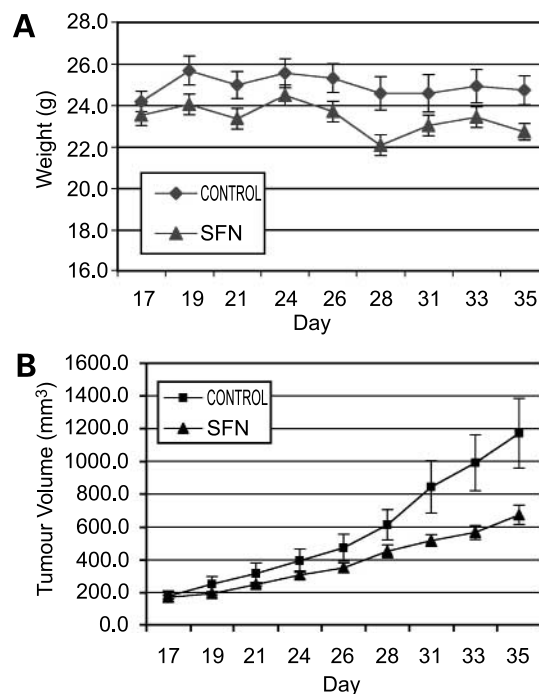 A
Weight (g)
28.0
26.0
24.0
22.0
20.0
18.0
16.0
CONTROL
SFN
17 19 21 24 26 28 31 33 35
Day
B
Tumour Volume (mm³)
1600.0
1400.0
1200.0
1000.0
800.0
600.0
400.0
200.0
0.0
CONTROL
SFN
17 19 21 24 26 28 31 33 35
Day